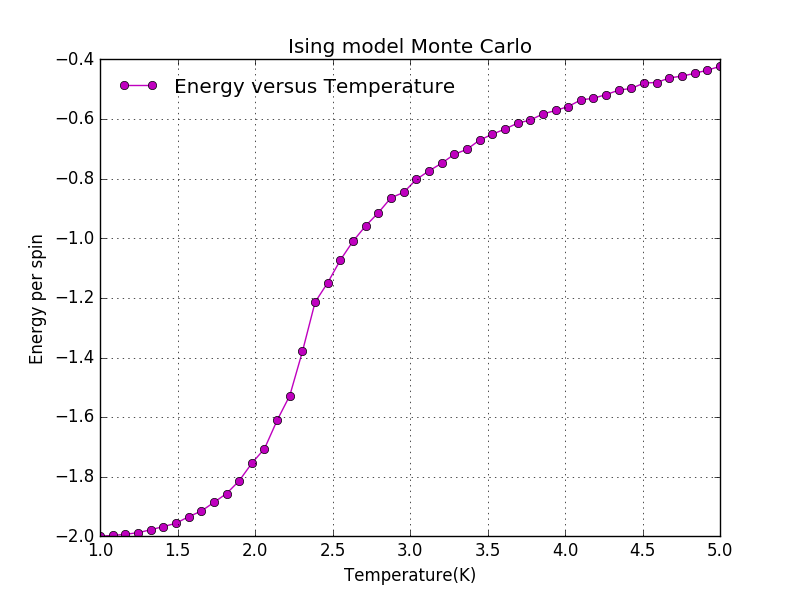 Ising model Monte Carlo
Energy versus Temperature
−0.4
−0.6
−0.8
−1.0
−1.2
−1.4
−1.6
−1.8
−2.0
Energy per spin
1.0 1.5 2.0 2.5 3.0 3.5 4.0 4.5 5.0
Temperature(K)